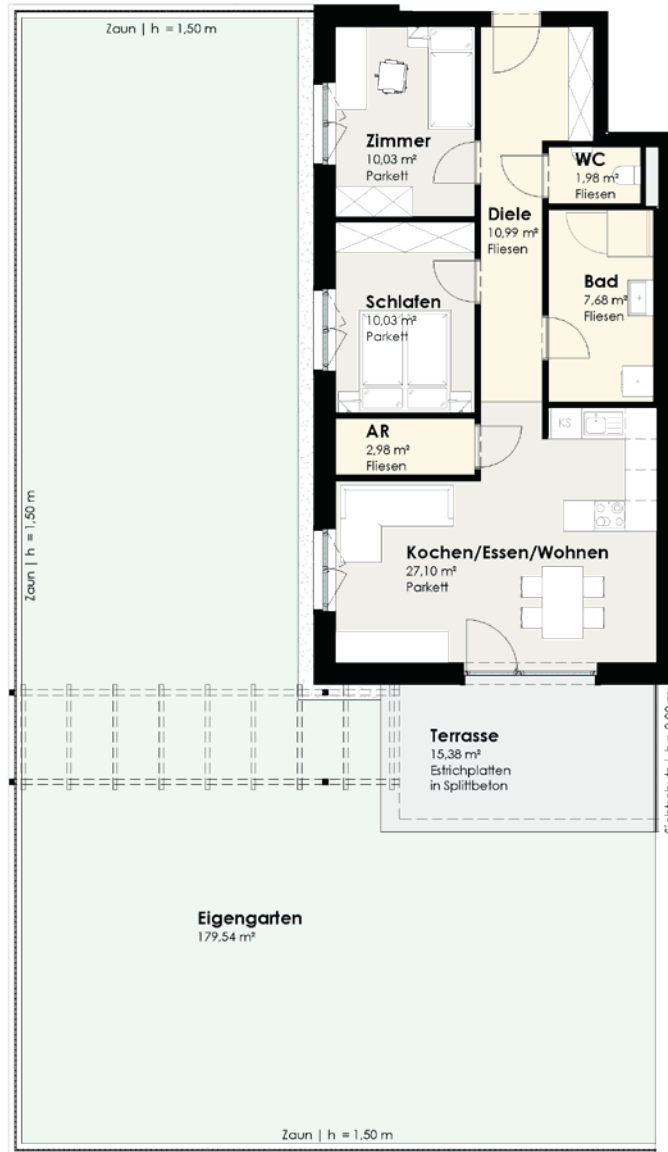 Zaun | h = 1,50 m
Zimmer
10,03 m²
Parkett
WC
1,98 m²
Fliesen
Diele
10,99 m²
Fliesen
Bad
7,68 m²
Fliesen
Schlafen
10,03 m²
Parkett
AR
2,98 m²
Fliesen
KS
Zaun | h = 1,50 m
Kochen/Essen/Wohnen
27,10 m²
Parkett
Terrasse
15,38 m²
Estrichplatten
in Splittbeton
Eigengarten
179,54 m²
Zaun | h = 1,50 m